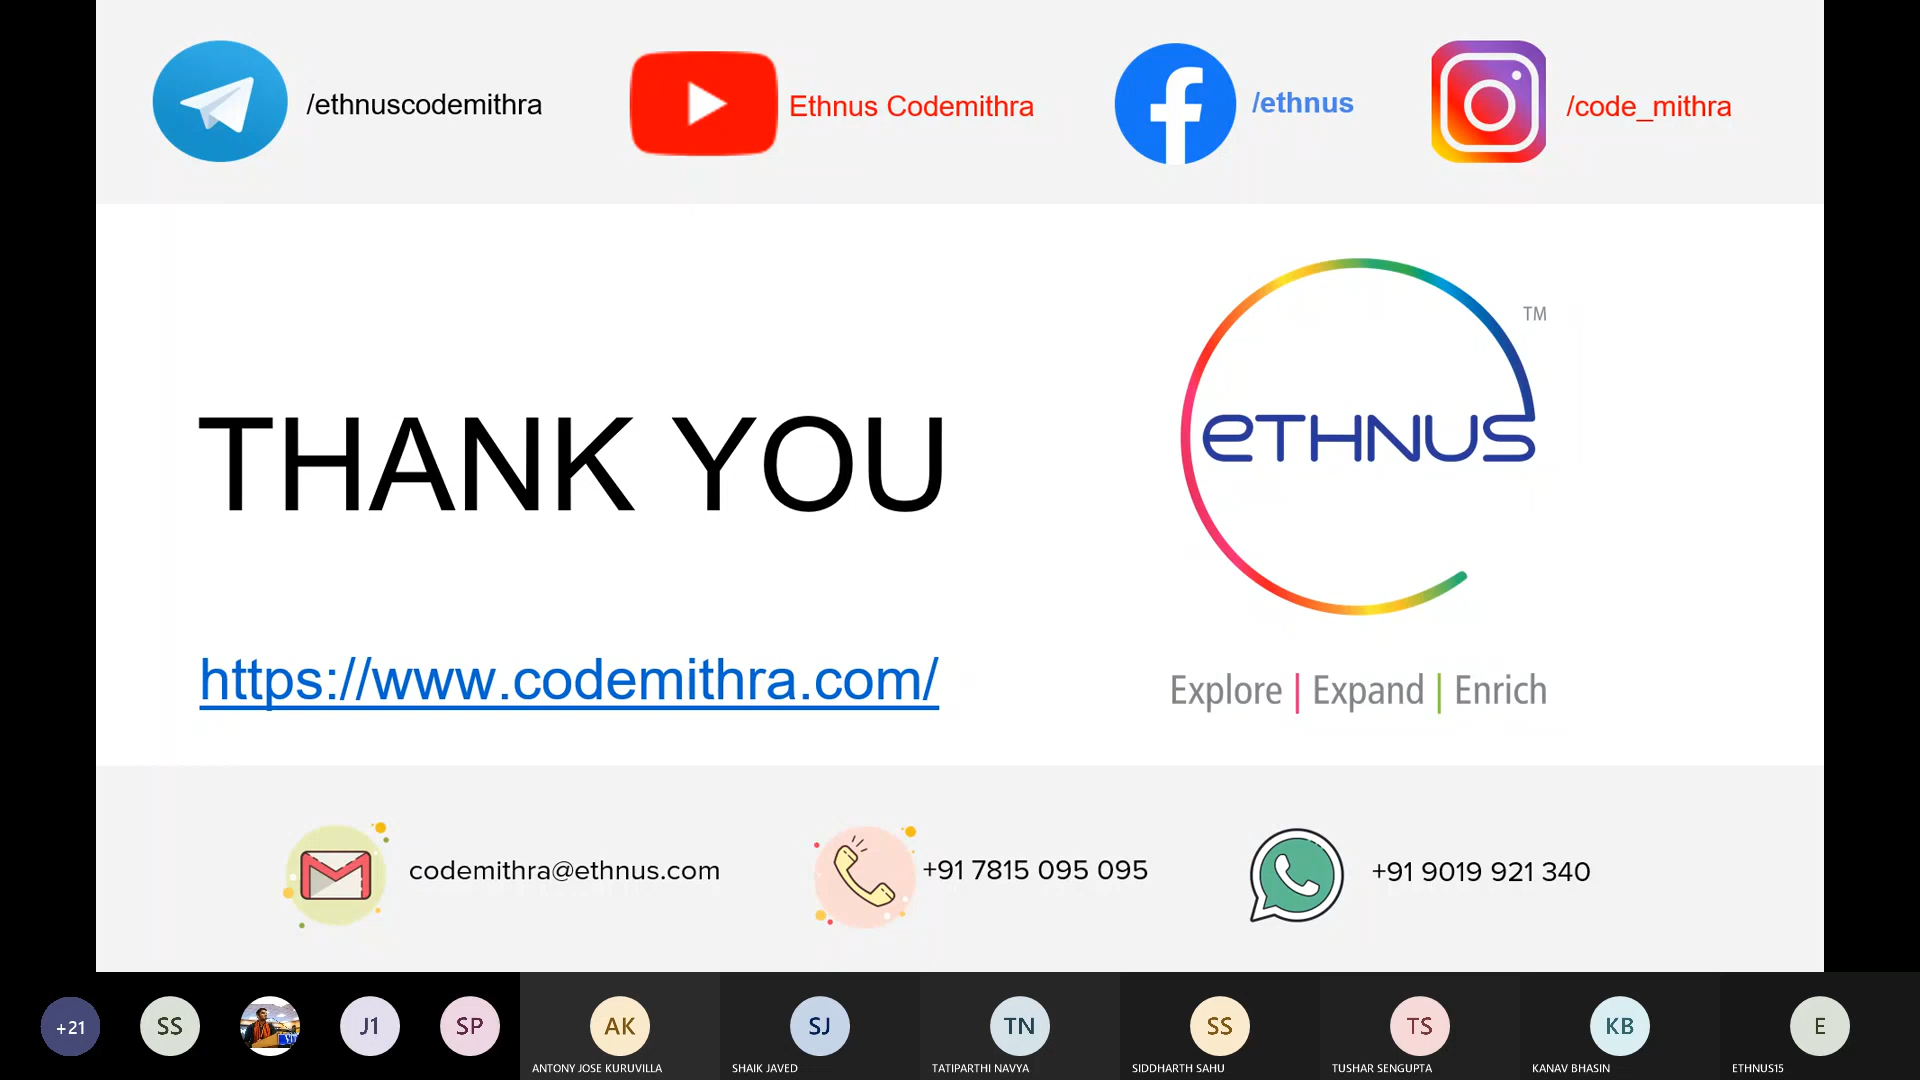 /ethnuscodemithra
Ethnus Codemithra
/ethnus
/code_mithra
TM
eTHNUS
THANK YOU
https://www.codemithra.com/
Explore | Expand | Enrich
codemithra@ethnus.com
+91 7815 095 095
+91 9019 921 340
+21
SS
J1
SP
AK
SJ
TN
SS
TS
KB
E
ANTONY JOSE KURUVILLA
SHAIK JAVED
TATIPARTHI NAVYA
SIDDHARTH SAHU
TUSHAR SENGUPTA
KANAV BHASIN
ETHNUS15